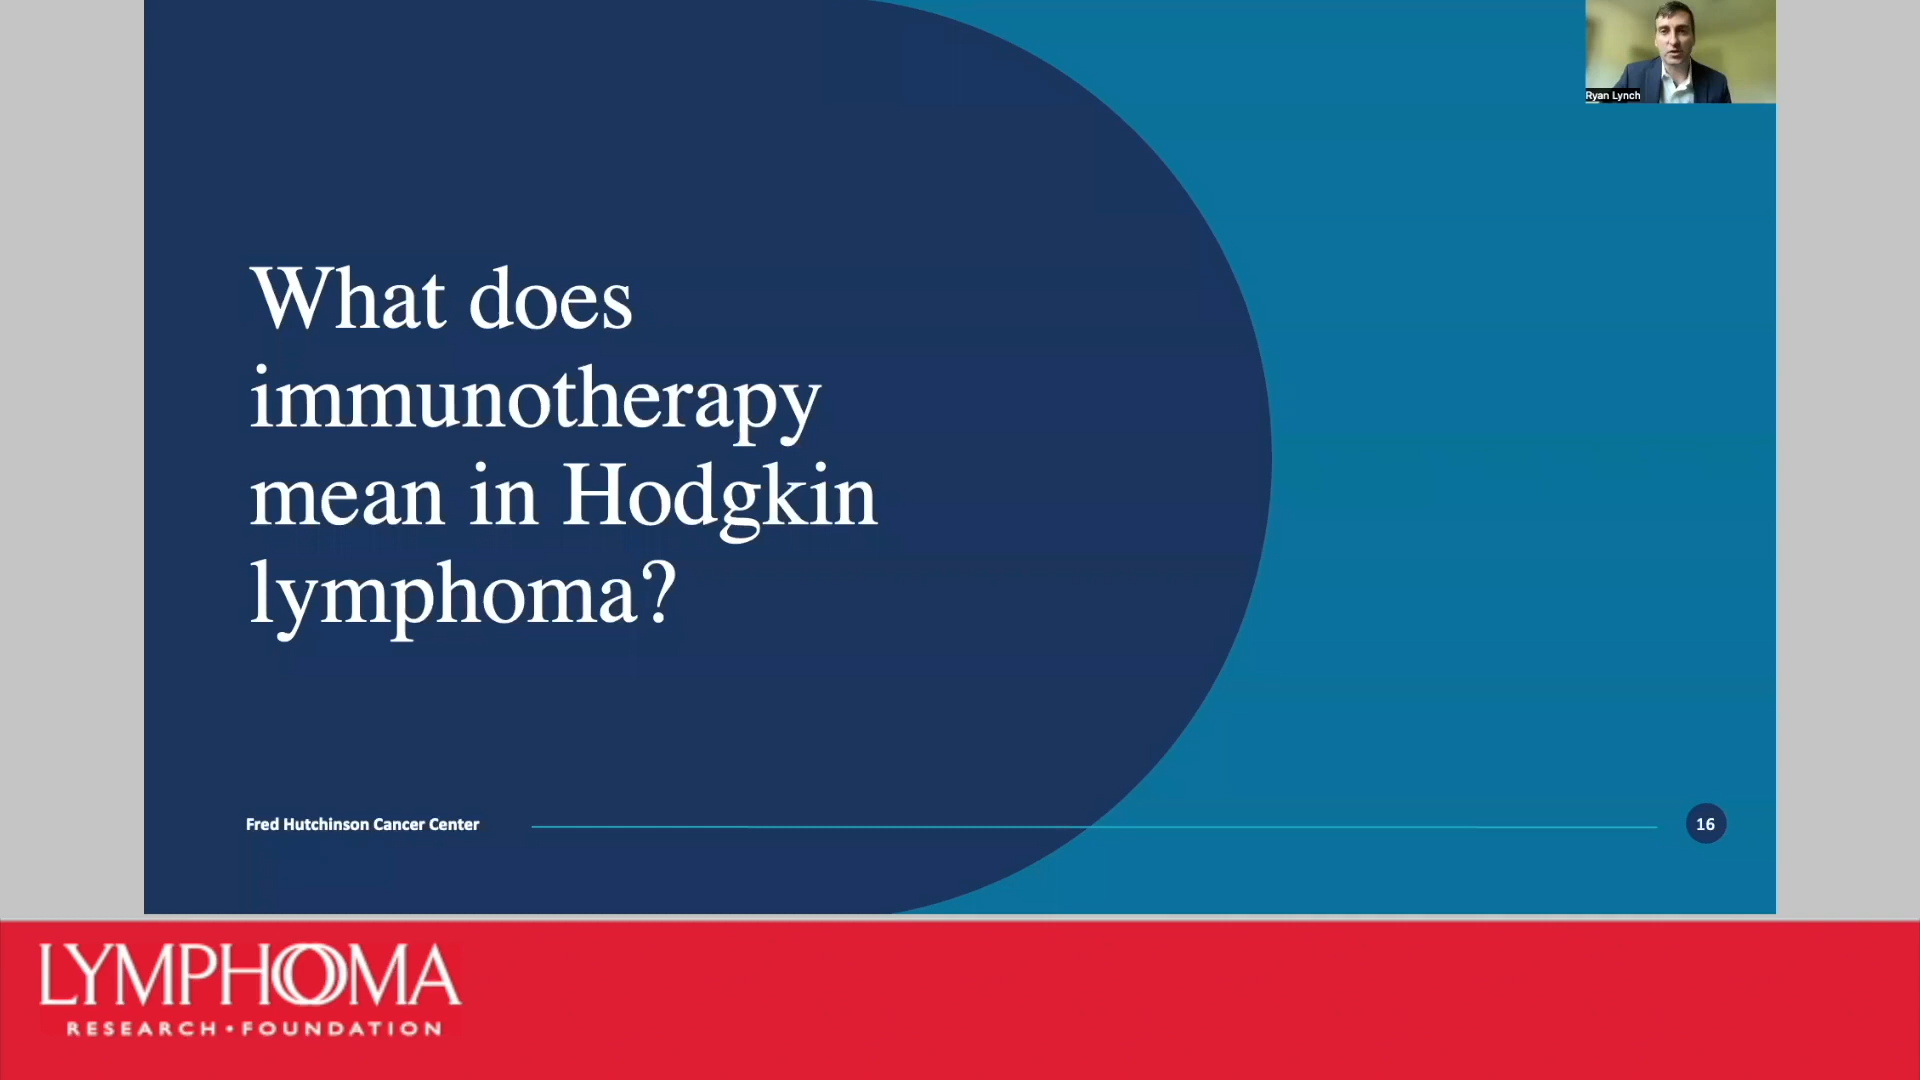 Ryan Lynch
What does
immunotherapy
mean in Hodgkin
lymphoma?
Fred Hutchinson Cancer Center
16
LYMPHOMA
RESEARCH • FOUNDATION